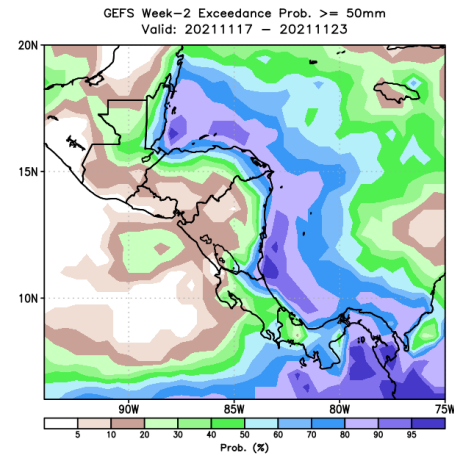 GEFS Week-2 Exceedance Prob. >= 50mm
Valid: 20211117 - 20211123
20N
15N
10N
90W 85W 80W 75W
5 10 20 30 40 50 60 70 80 90 95
Prob. (%)